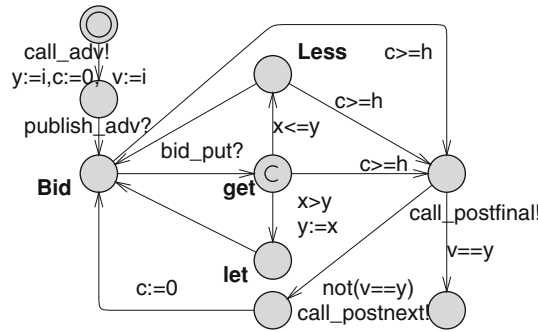 call_adv!
y:=i,c:=0, v:=i
publish_adv?
Bid
bid_put?
Less
c>=h
c>=h
x<=y
get
C
c>=h
x>y
y:=x
let
call_postfinal!
v==y
c:=0
not(v==y)
call_postnext!